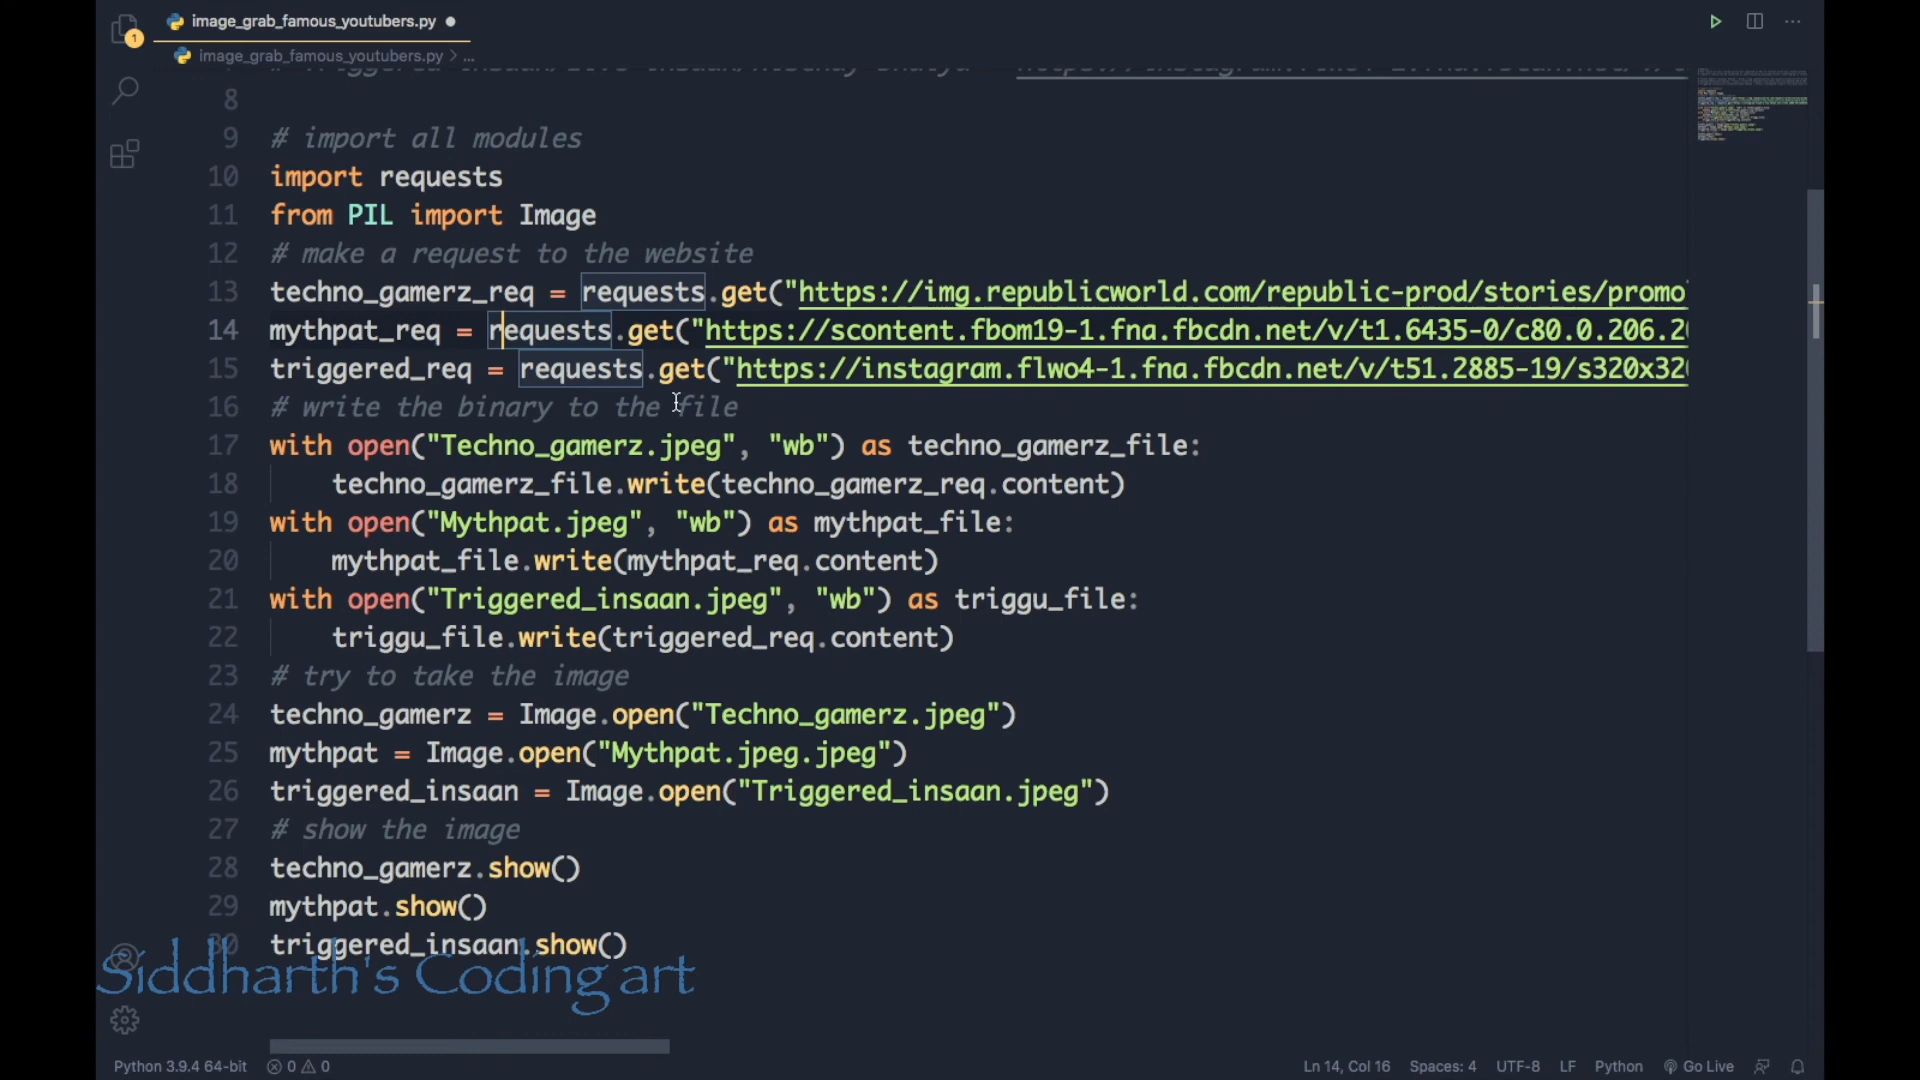 image_grab_famous_youtubers.py
1
image_grab_famous_youtubers.py > ...
8
9 # import all modules
10 import requests
11 from PIL import Image
12 # make a request to the website
13 techno_gamerz_req = requests.get("https://img.republicworld.com/republic-prod/stories/promo
14 mythpat_req = requests.get("https://scontent.fbom19-1.fna.fbcdn.net/v/t1.6435-0/c80.0.206.20
15 triggered_req = requests.get("https://instagram.flwo4-1.fna.fbcdn.net/v/t51.2885-19/s320x320
16 # write the binary to the file
17 with open("Techno_gamerz.jpeg", "wb") as techno_gamerz_file:
18 techno_gamerz_file.write(techno_gamerz_req.content)
19 with open("Mythpat.jpeg", "wb") as mythpat_file:
20 mythpat_file.write(mythpat_req.content)
21 with open("Triggered_insaan.jpeg", "wb") as triggu_file:
22 triggu_file.write(triggered_req.content)
23 # try to take the image
24 techno_gamerz = Image.open("Techno_gamerz.jpeg")
25 mythpat = Image.open("Mythpat.jpeg.jpeg")
26 triggered_insaan = Image.open("Triggered_insaan.jpeg")
27 # show the image
28 techno_gamerz.show()
29 mythpat.show()
30 triggered_insaan.show()
Siddharth's Coding art
Python 3.9.4 64-bit 0 0 Ln 14, Col 16 Spaces: 4 UTF-8 LF Python Go Live